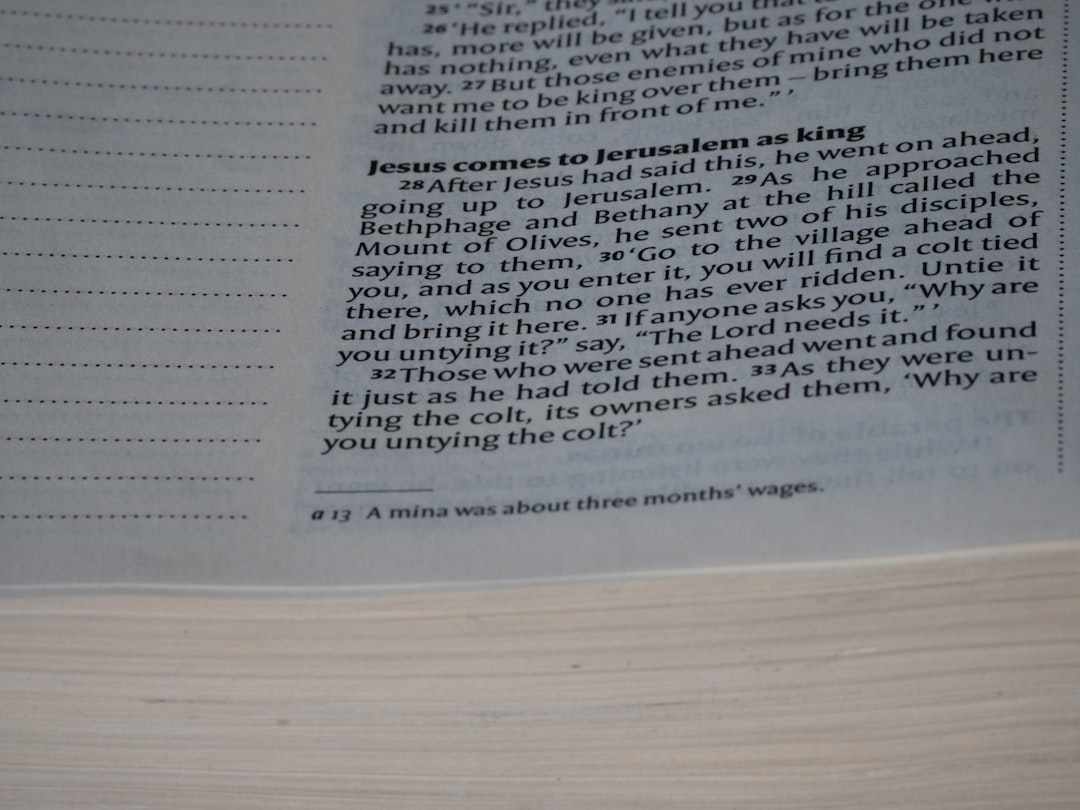 25 ‘ “Sir,” they
26 ‘He replied, “I tell you that
has, more will be given, but as for the one
has nothing, even what they have will be taken
away. 27 But those enemies of mine who did not
want me to be king over them – bring them here
and kill them in front of me.” ’
Jesus comes to Jerusalem as king
28 After Jesus had said this, he went on ahead,
going up to Jerusalem. 29 As he approached
Bethphage and Bethany at the hill called the
Mount of Olives, he sent two of his disciples,
saying to them, 30 ‘Go to the village ahead of
you, and as you enter it, you will find a colt tied
there, which no one has ever ridden. Untie it
and bring it here. 31 If anyone asks you, “Why are
you untying it?” say, “The Lord needs it.” ’
32 Those who were sent ahead went and found
it just as he had told them. 33 As they were un-
tying the colt, its owners asked them, ‘Why are
you untying the colt?’
a 13 A mina was about three months’ wages.